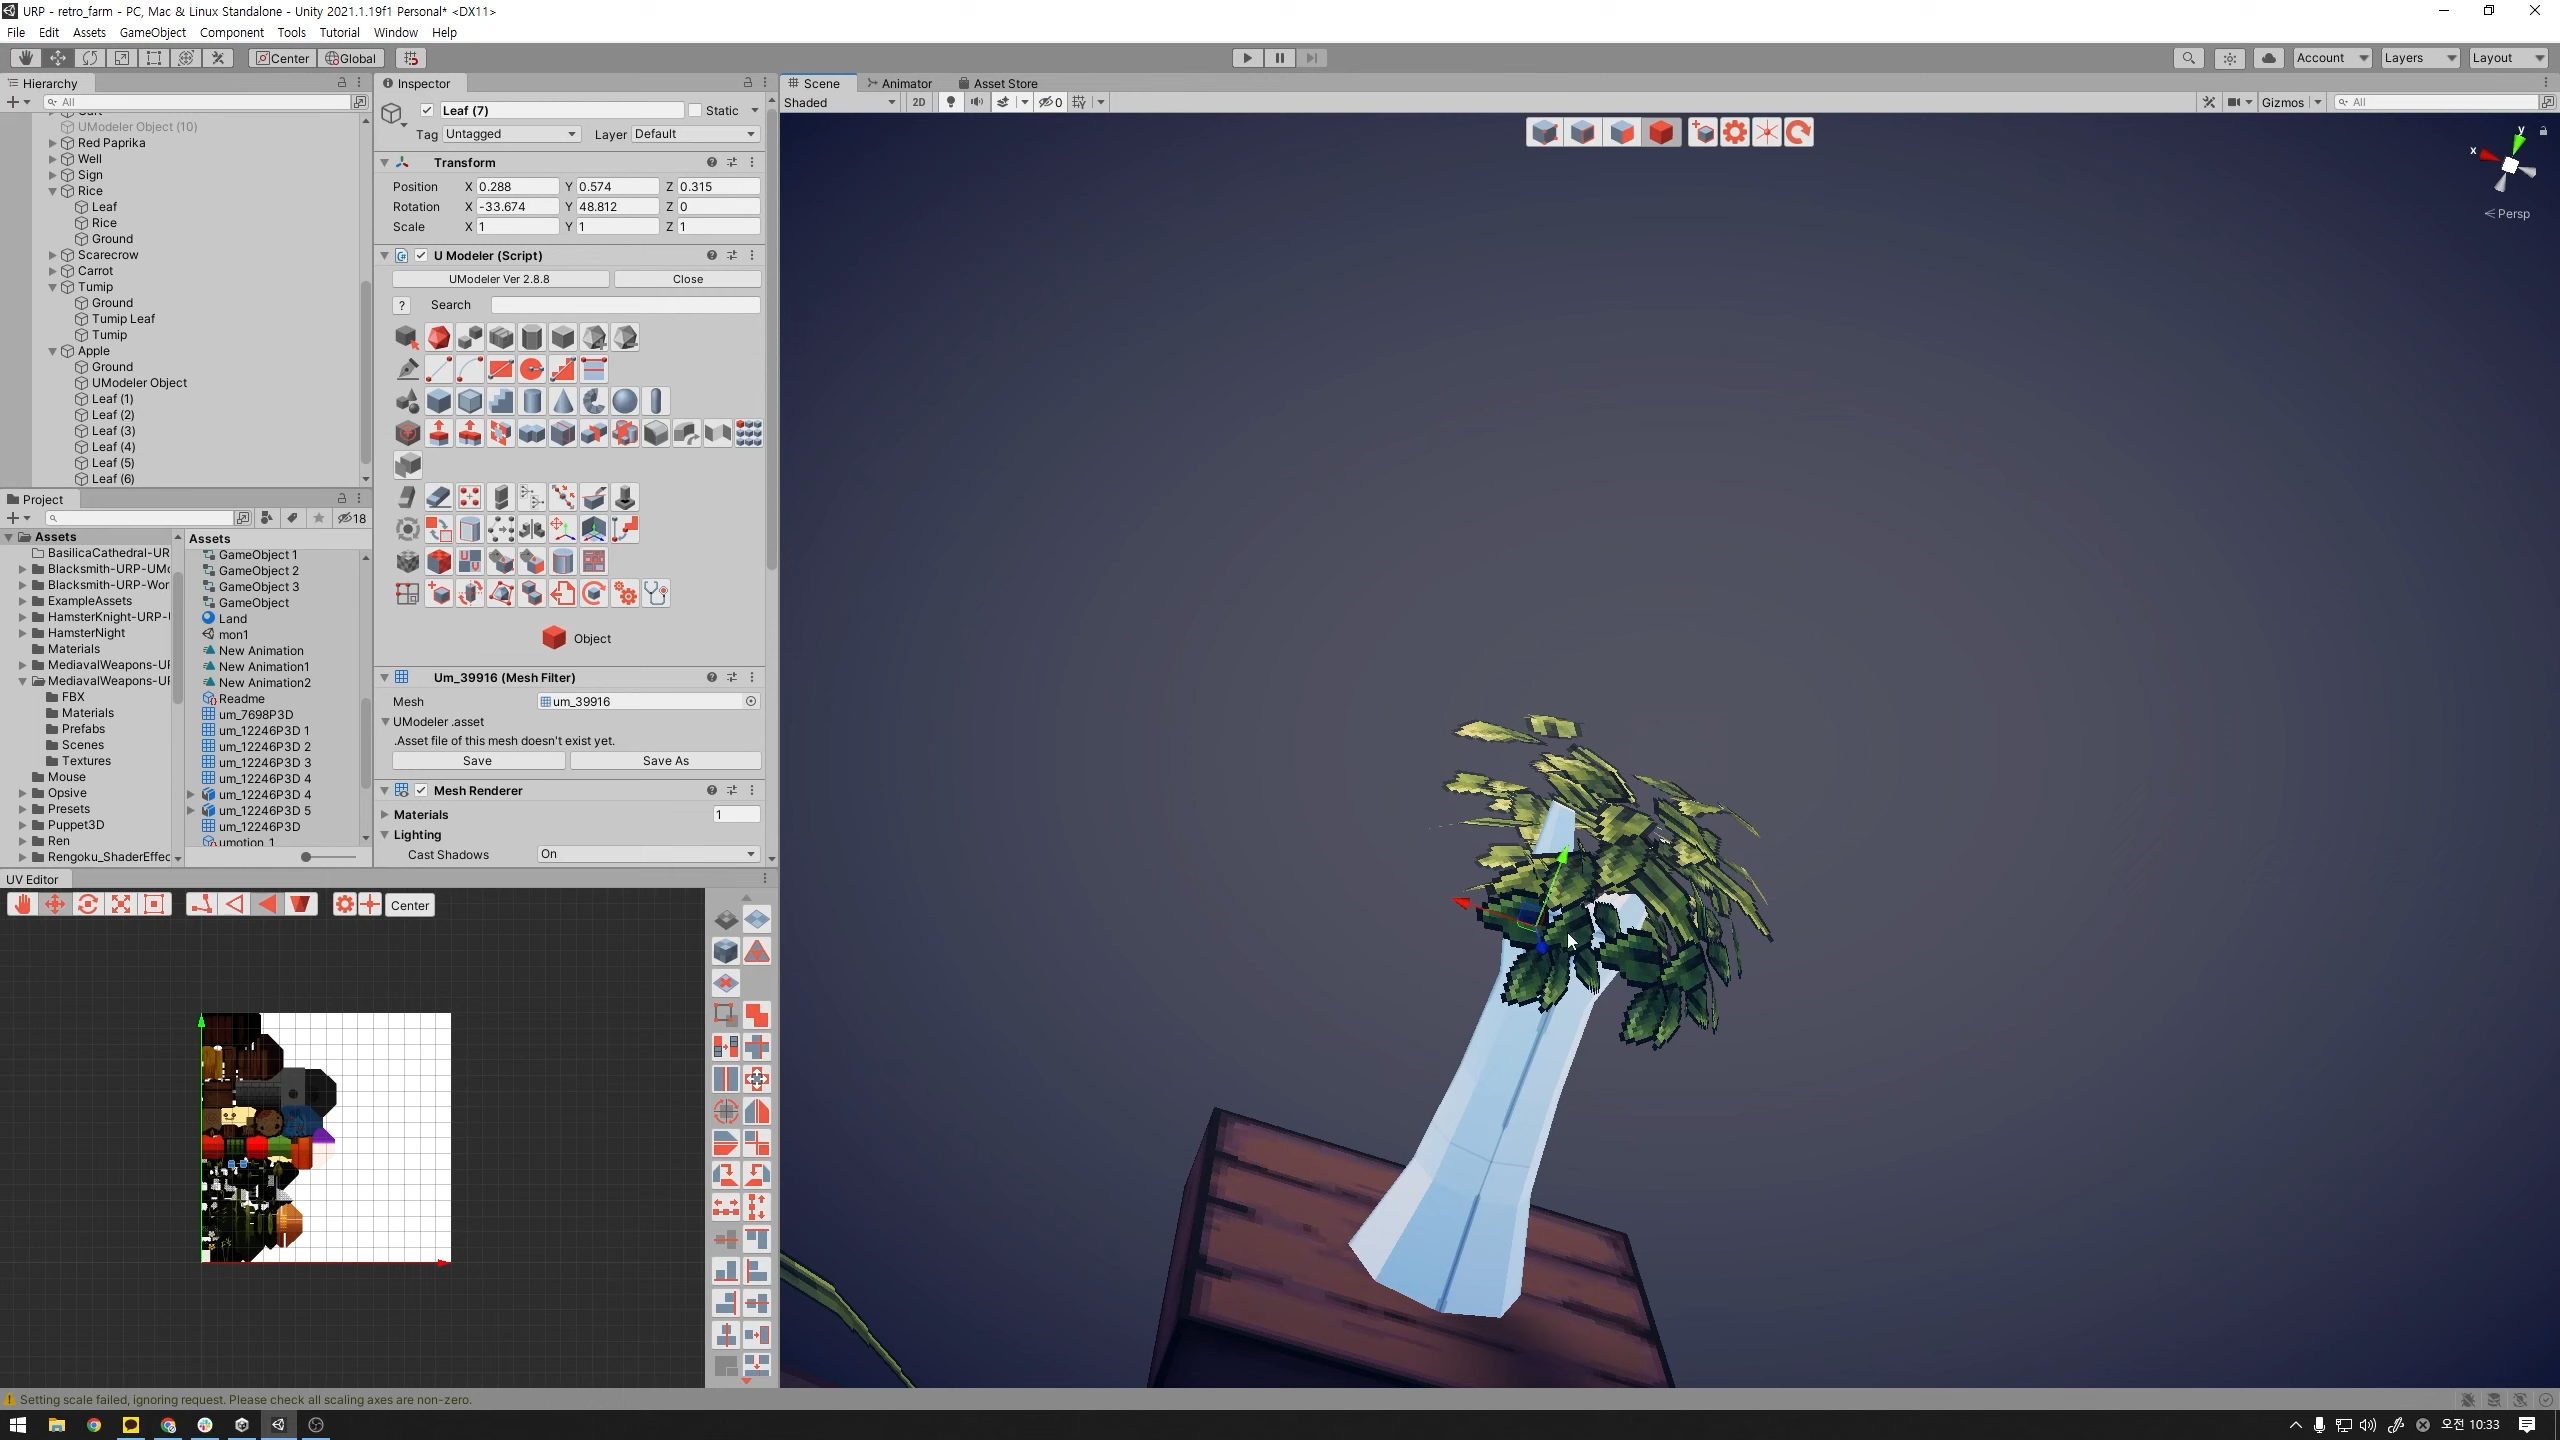 URP - retro_farm - PC, Mac & Linux Standalone - Unity 2021.1.19f1 Personal* <DX11>
File Edit Assets GameObject Component Tools Tutorial Window Help
Center Global Account Layers Layout
Hierarchy
All
UModeler Object (10)
Red Paprika
Well
Sign
Rice
Leaf
Rice
Ground
Scarecrow
Carrot
Tumip
Ground
Tumip Leaf
Tumip
Apple
Ground
UModeler Object
Leaf (1)
Leaf (2)
Leaf (3)
Leaf (4)
Leaf (5)
Leaf (6)
Project
18
Assets
BasilicaCathedral-UR
Blacksmith-URP-UMo
Blacksmith-URP-Wor
ExampleAssets
HamsterKnight-URP-
HamsterNight
Materials
MediavalWeapons-UF
MediavalWeapons-UF
FBX
Materials
Prefabs
Scenes
Textures
Mouse
Opsive
Presets
Puppet3D
Ren
Rengoku_ShaderEffec
Assets
GameObject 1
GameObject 2
GameObject 3
GameObject
Land
mon1
New Animation
New Animation1
New Animation2
Readme
um_7698P3D
um_12246P3D 1
um_12246P3D 2
um_12246P3D 3
um_12246P3D 4
um_12246P3D 4
um_12246P3D 5
um_12246P3D
umotion_1
Inspector
Leaf (7) Static
Tag Untagged Layer Default
Transform
Position X 0.288 Y 0.574 Z 0.315
Rotation X -33.674 Y 48.812 Z 0
Scale X 1 Y 1 Z 1
U Modeler (Script)
UModeler Ver 2.8.8 Close
? Search
Object
Um_39916 (Mesh Filter)
Mesh um_39916
UModeler .asset
.Asset file of this mesh doesn't exist yet.
Save Save As
Mesh Renderer
Materials 1
Lighting
Cast Shadows On
Scene Animator Asset Store
Shaded 2D 0 Gizmos All
y
x
Persp
UV Editor
Center
Setting scale failed, ignoring request. Please check all scaling axes are non-zero.
오전 10:33